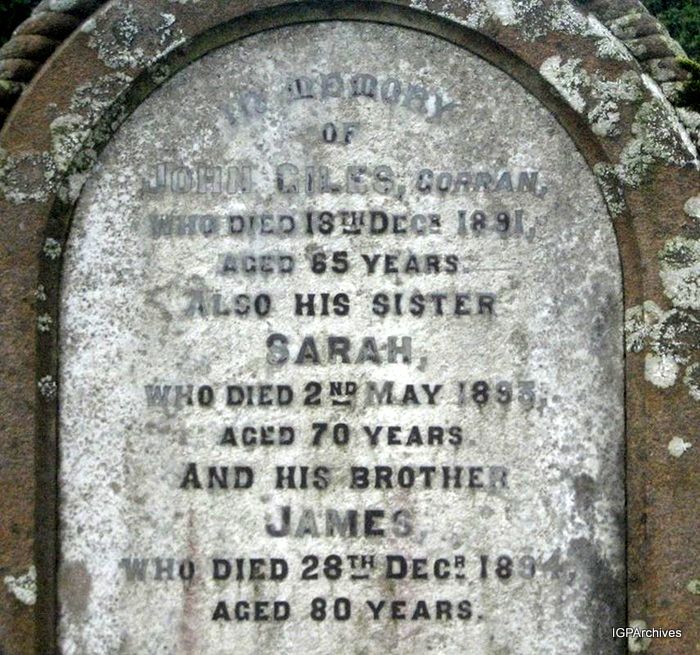 IN MEMORY
OF
JOHN GILES, CORRAN,
WHO DIED 18TH DECR 1891,
AGED 65 YEARS.
ALSO HIS SISTER
SARAH,
WHO DIED 2ND MAY 1893,
AGED 70 YEARS.
AND HIS BROTHER
JAMES,
WHO DIED 28TH DECR 1894,
AGED 80 YEARS.
IGPArchives